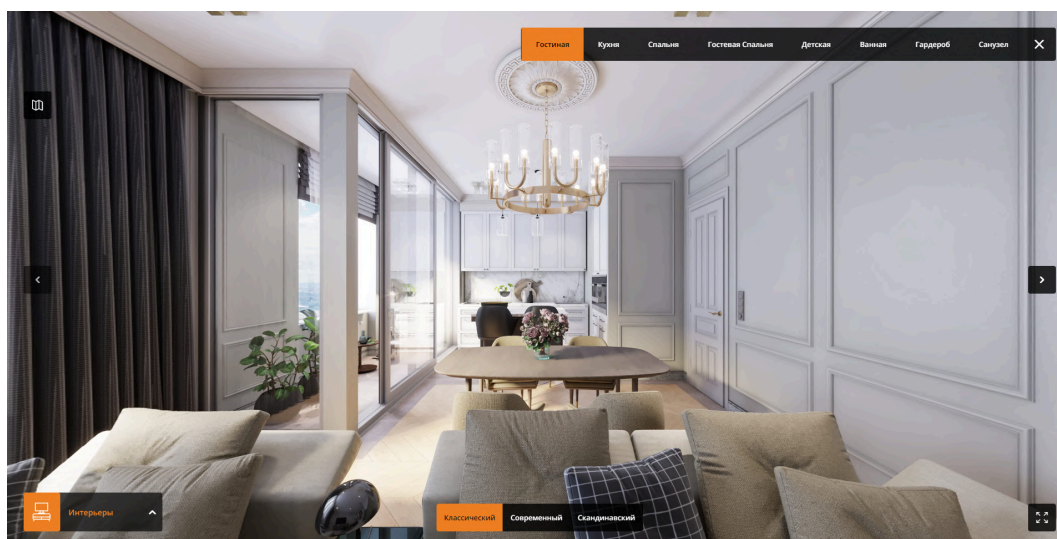 Гостиная Кухня Спальня Гостевая Спальня Детская Ванная Гардероб Санузел
Интерьеры
Классический Современный Скандинавский